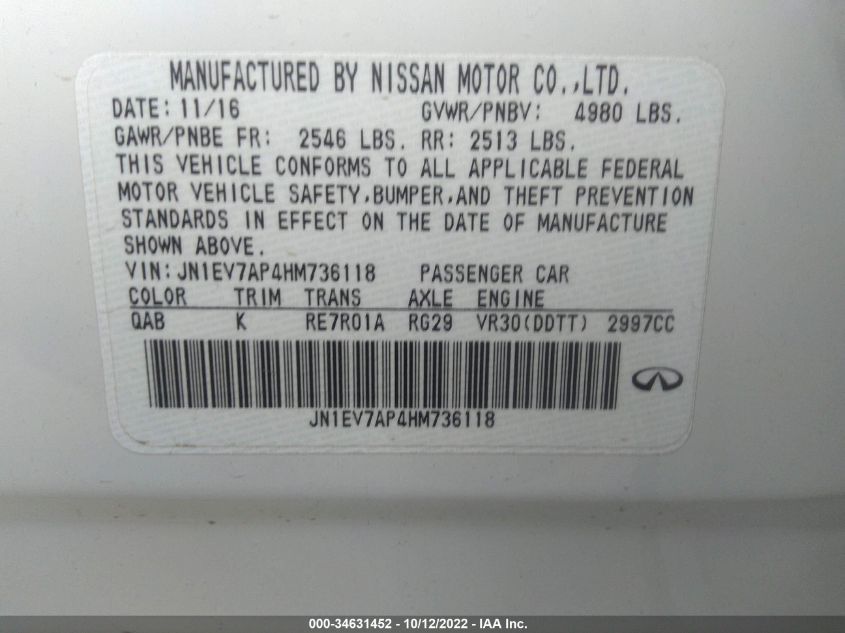 MANUFACTURED BY NISSAN MOTOR CO.,LTD.
DATE: 11/16 GVWR/PNBV: 4980 LBS.
GAWR/PNBE FR: 2546 LBS. RR: 2513 LBS.
THIS VEHICLE CONFORMS TO ALL APPLICABLE FEDERAL
MOTOR VEHICLE SAFETY,BUMPER,AND THEFT PREVENTION
STANDARDS IN EFFECT ON THE DATE OF MANUFACTURE
SHOWN ABOVE.
VIN: JN1EV7AP4HM736118 PASSENGER CAR
COLOR TRIM TRANS AXLE ENGINE
QAB K RE7R01A RG29 VR30(DDTT) 2997CC
JN1EV7AP4HM736118
000-34631452 - 10/12/2022 - IAA Inc.